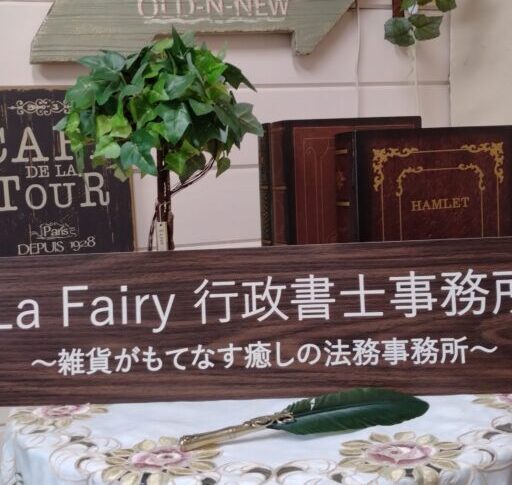 OLD-N-NEW
CAFE
DE LA
TOUR
Paris
DEPUIS 1928
HAMLET
La Fairy 行政書士事務所
～雑貨がもてなす癒しの法務事務所～